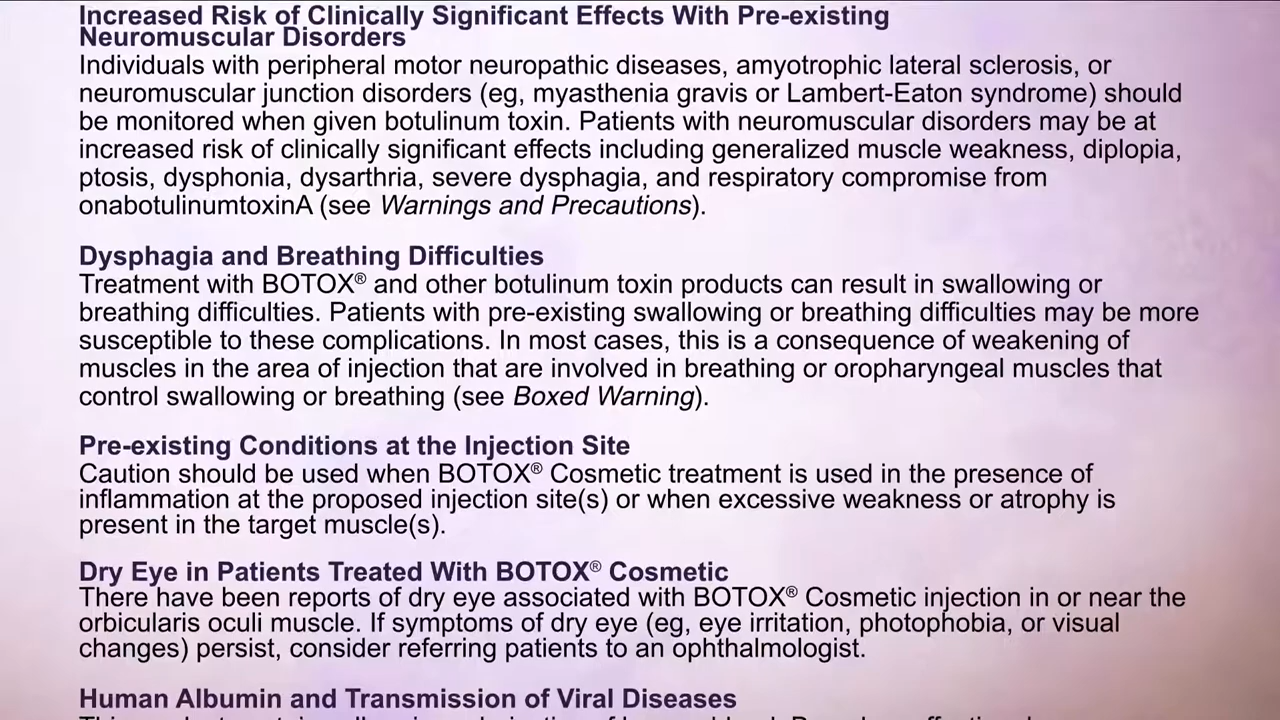 Increased Risk of Clinically Significant Effects With Pre-existing
Neuromuscular Disorders
Individuals with peripheral motor neuropathic diseases, amyotrophic lateral sclerosis, or
neuromuscular junction disorders (eg, myasthenia gravis or Lambert-Eaton syndrome) should
be monitored when given botulinum toxin. Patients with neuromuscular disorders may be at
increased risk of clinically significant effects including generalized muscle weakness, diplopia,
ptosis, dysphonia, dysarthria, severe dysphagia, and respiratory compromise from
onabotulinumtoxinA (see Warnings and Precautions).
Dysphagia and Breathing Difficulties
Treatment with BOTOX® and other botulinum toxin products can result in swallowing or
breathing difficulties. Patients with pre-existing swallowing or breathing difficulties may be more
susceptible to these complications. In most cases, this is a consequence of weakening of
muscles in the area of injection that are involved in breathing or oropharyngeal muscles that
control swallowing or breathing (see Boxed Warning).
Pre-existing Conditions at the Injection Site
Caution should be used when BOTOX® Cosmetic treatment is used in the presence of
inflammation at the proposed injection site(s) or when excessive weakness or atrophy is
present in the target muscle(s).
Dry Eye in Patients Treated With BOTOX® Cosmetic
There have been reports of dry eye associated with BOTOX® Cosmetic injection in or near the
orbicularis oculi muscle. If symptoms of dry eye (eg, eye irritation, photophobia, or visual
changes) persist, consider referring patients to an ophthalmologist.
Human Albumin and Transmission of Viral Diseases